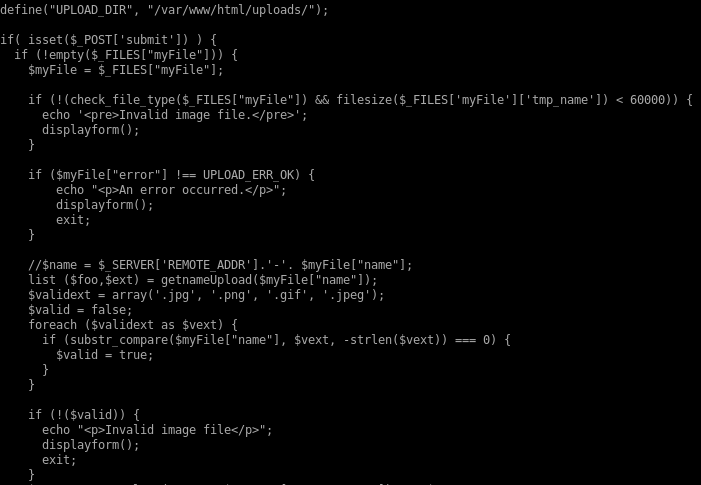 define("UPLOAD_DIR", "/var/www/html/uploads/");
if( isset($_POST['submit']) ) {
if (!empty($_FILES["myFile"])) {
$myFile = $_FILES["myFile"];
if (!(check_file_type($_FILES["myFile"]) && filesize($_FILES['myFile']['tmp_name']) < 60000)) {
echo '<pre>Invalid image file.</pre>';
displayform();
}
if ($myFile["error"] !== UPLOAD_ERR_OK) {
echo "<p>An error occurred.</p>";
displayform();
exit;
}
//$name = $_SERVER['REMOTE_ADDR'].'-'. $myFile["name"];
list ($foo,$ext) = getnameUpload($myFile["name"]);
$validext = array('.jpg', '.png', '.gif', '.jpeg');
$valid = false;
foreach ($validext as $vext) {
if (substr_compare($myFile["name"], $vext, -strlen($vext)) === 0) {
$valid = true;
}
}
if (!($valid)) {
echo "<p>Invalid image file</p>";
displayform();
exit;
}